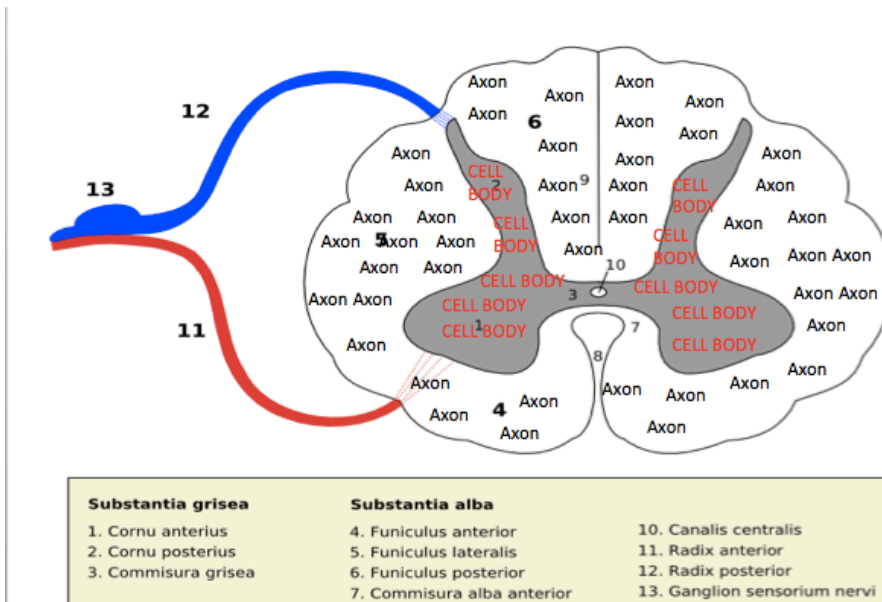 Axon
Axon
Axon
Axon
12
Axon
6
Axon
Axon
Axon
Axon
Axon
Axon
13
Axon
CELL
BODY
2
Axon
9
Axon
CELL
BODY
Axon
Axon
Axon
Axon
Axon
Axon
CELL
BODY
Axon
CELL
BODY
Axon
5
Axon
Axon
Axon
Axon Axon
Axon
Axon
Axon
10
CELL BODY
CELL BODY
3
Axon Axon
Axon Axon
CELL BODY
CELL BODY
11
1
CELL BODY
7
Axon
Axon
CELL BODY
8
Axon
Axon
Axon
Axon
Axon
Axon
4
Axon
Axon
Axon
Substantia grisea
1. Cornu anterius
2. Cornu posterius
3. Commisura grisea
Substantia alba
4. Funiculus anterior
5. Funiculus lateralis
6. Funiculus posterior
7. Commisura alba anterior
10. Canalis centralis
11. Radix anterior
12. Radix posterior
13. Ganglion sensorium nervi